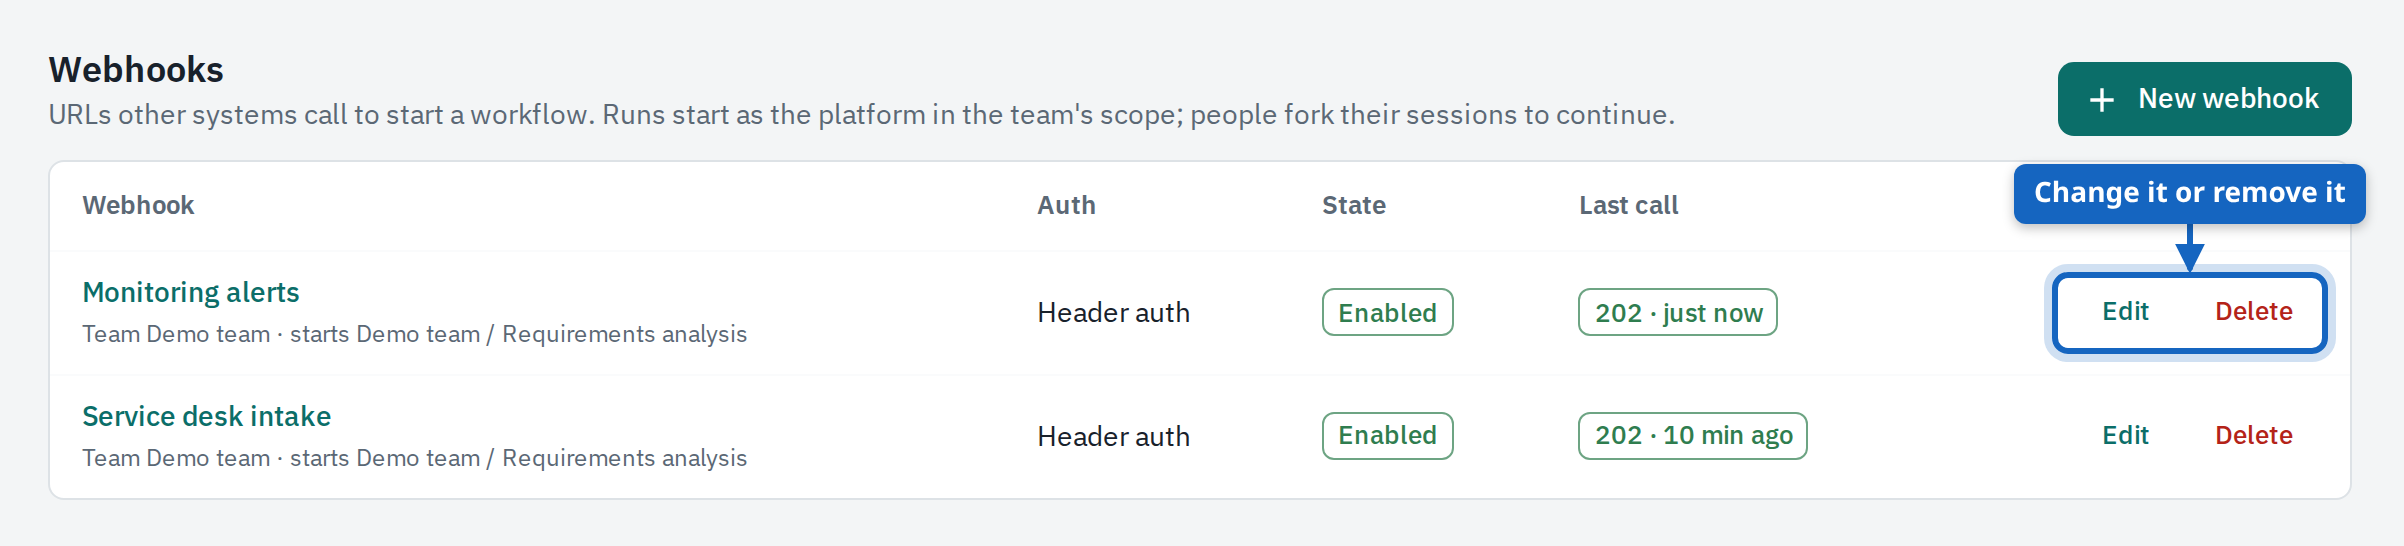 Webhooks
URLs other systems call to start a workflow. Runs start as the platform in the team's scope; people fork their sessions to continue.
+ New webhook
Change it or remove it
Webhook Auth State Last call
Monitoring alerts
Team Demo team · starts Demo team / Requirements analysis
Header auth Enabled 202 · just now Edit Delete
Service desk intake
Team Demo team · starts Demo team / Requirements analysis
Header auth Enabled 202 · 10 min ago Edit Delete